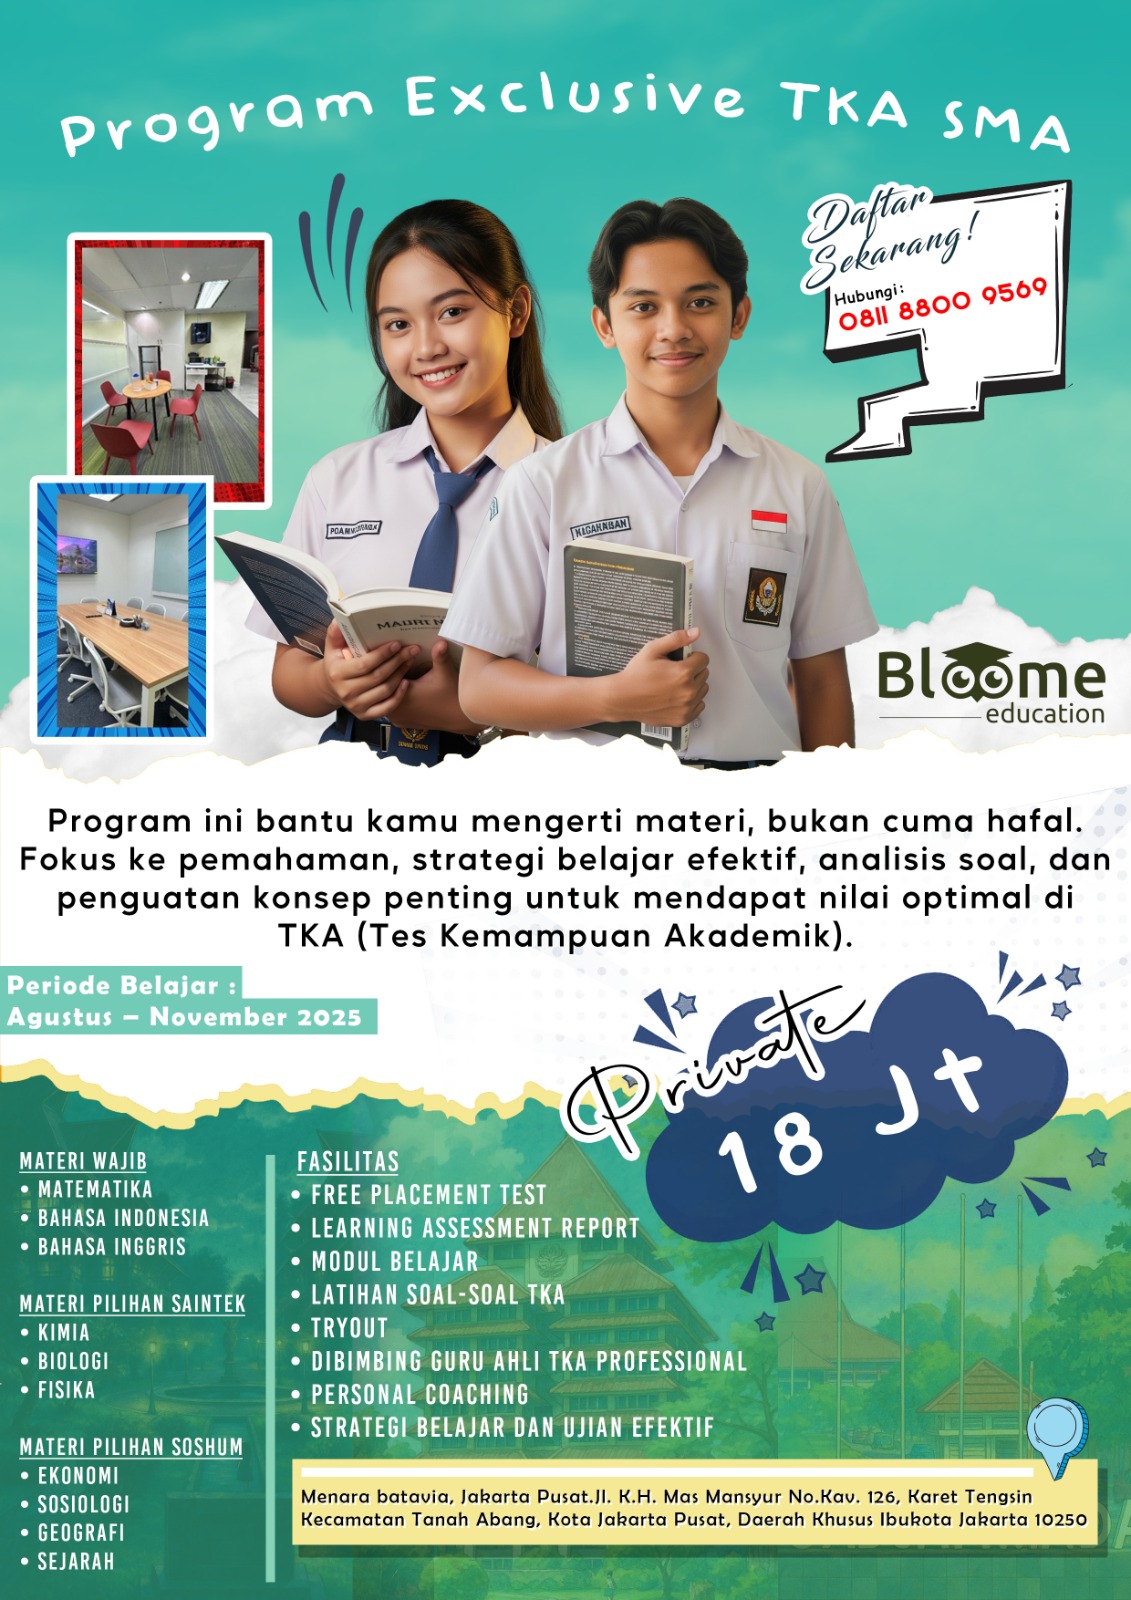 Program Exclusive TKA SMA
Daftar
Sekarang!
Hubungi:
0811 8800 9569
Bloome
education
Program ini bantu kamu mengerti materi, bukan cuma hafal.
Fokus ke pemahaman, strategi belajar efektif, analisis soal, dan
penguatan konsep penting untuk mendapat nilai optimal di
TKA (Tes Kemampuan Akademik).
Periode Belajar :
Agustus – November 2025
Private
18 Jt
MATERI WAJIB
• MATEMATIKA
• BAHASA INDONESIA
• BAHASA INGGRIS
MATERI PILIHAN SAINTEK
• KIMIA
• BIOLOGI
• FISIKA
MATERI PILIHAN SOSHUM
• EKONOMI
• SOSIOLOGI
• GEOGRAFI
• SEJARAH
FASILITAS
• FREE PLACEMENT TEST
• LEARNING ASSESSMENT REPORT
• MODUL BELAJAR
• LATIHAN SOAL-SOAL TKA
• TRYOUT
• DIBIMBING GURU AHLI TKA PROFESSIONAL
• PERSONAL COACHING
• STRATEGI BELAJAR DAN UJIAN EFEKTIF
Menara batavia, Jakarta Pusat.Jl. K.H. Mas Mansyur No.Kav. 126, Karet Tengsin
Kecamatan Tanah Abang, Kota Jakarta Pusat, Daerah Khusus Ibukota Jakarta 10250